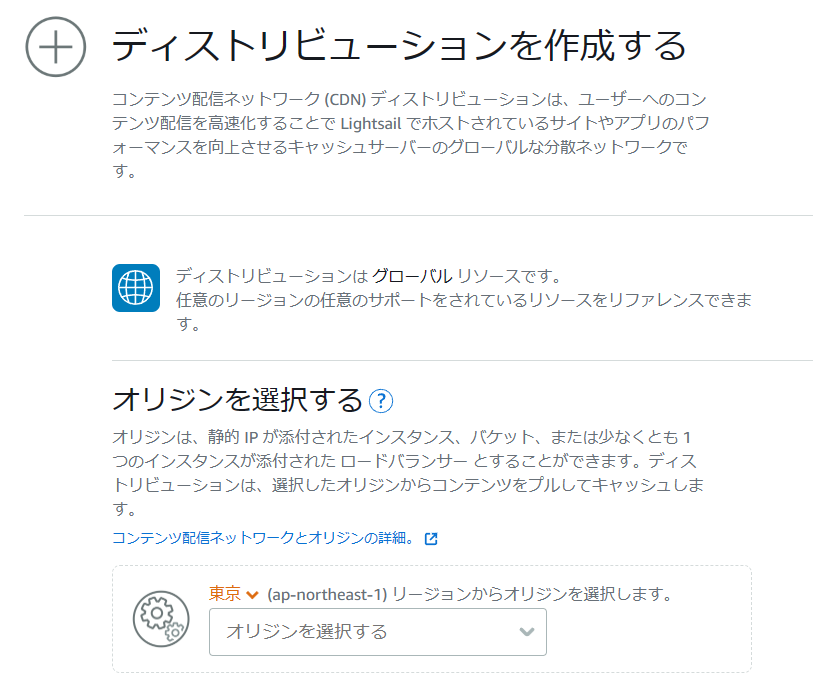 ディストリビューションを作成する
コンテンツ配信ネットワーク (CDN) ディストリビューションは、ユーザーへのコン
テンツ配信を高速化することで Lightsail でホストされているサイトやアプリのパフ
ォーマンスを向上させるキャッシュサーバーのグローバルな分散ネットワークで
す。
ディストリビューションは グローバル リソースです。
任意のリージョンの任意のサポートをされているリソースをリファレンスできま
す。
オリジンを選択する ?
オリジンは、静的 IP が添付されたインスタンス、バケット、または少なくとも 1
つのインスタンスが添付された ロードバランサー とすることができます。ディス
トリビューションは、選択したオリジンからコンテンツをプルしてキャッシュしま
す。
コンテンツ配信ネットワークとオリジンの詳細。
東京 (ap-northeast-1) リージョンからオリジンを選択します。
オリジンを選択する